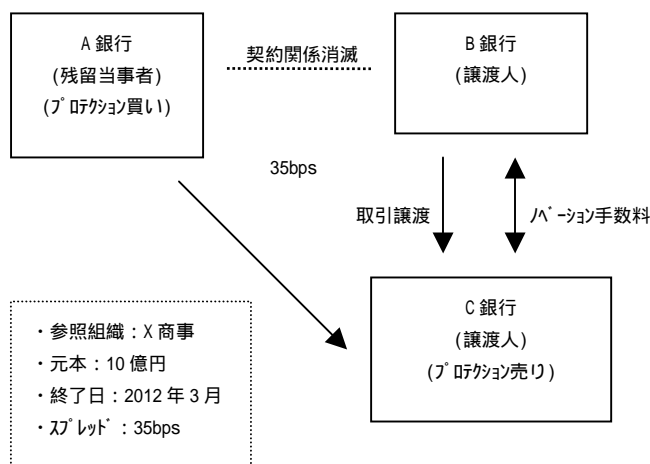 A 銀行
(残留当事者)
(ﾌﾟﾛﾃｸｼｮﾝ買い)
契約関係消滅
B 銀行
(譲渡人)
35bps
取引譲渡
ﾉﾍﾞｰｼｮﾝ手数料
C 銀行
(譲渡人)
(ﾌﾟﾛﾃｸｼｮﾝ売り)
・参照組織：X 商事
・元本：10 億円
・終了日：2012 年 3 月
・ｽﾌﾟﾚｯﾄﾞ：35bps